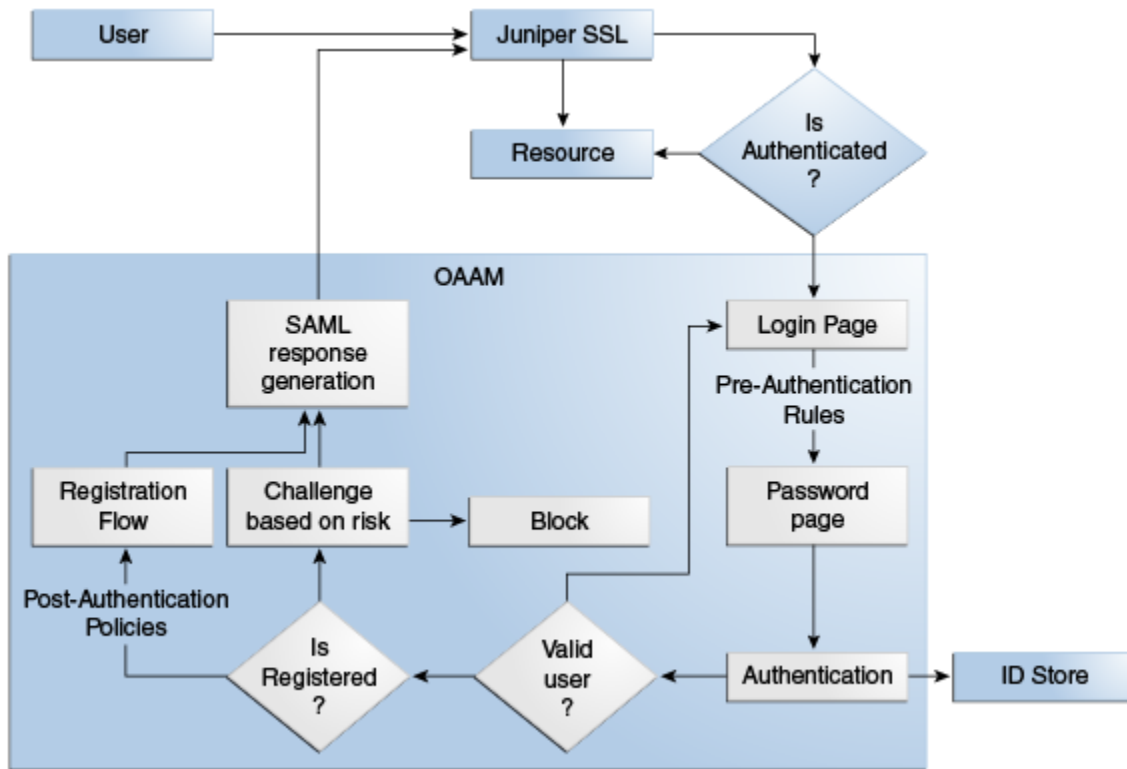 User
Juniper SSL
Resource
Is
Authenticated
?
OAAM
SAML
response
generation
Login Page
Pre-Authentication
Rules
Registration
Flow
Challenge
based on risk
Block
Password
page
Post-Authentication
Policies
Is
Registered
?
Valid
user
?
Authentication
ID Store